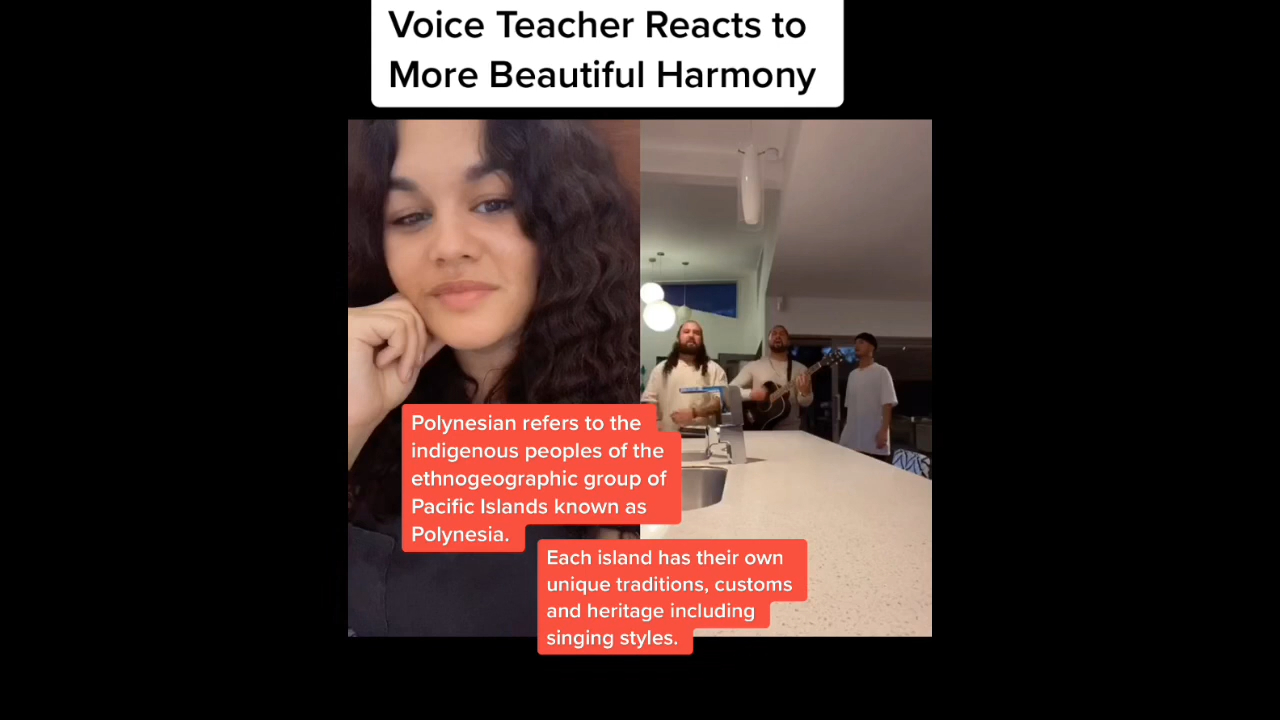 Voice Teacher Reacts to
More Beautiful Harmony
Polynesian refers to the
indigenous peoples of the
ethnogeographic group of
Pacific Islands known as
Polynesia.
Each island has their own
unique traditions, customs
and heritage including
singing styles.